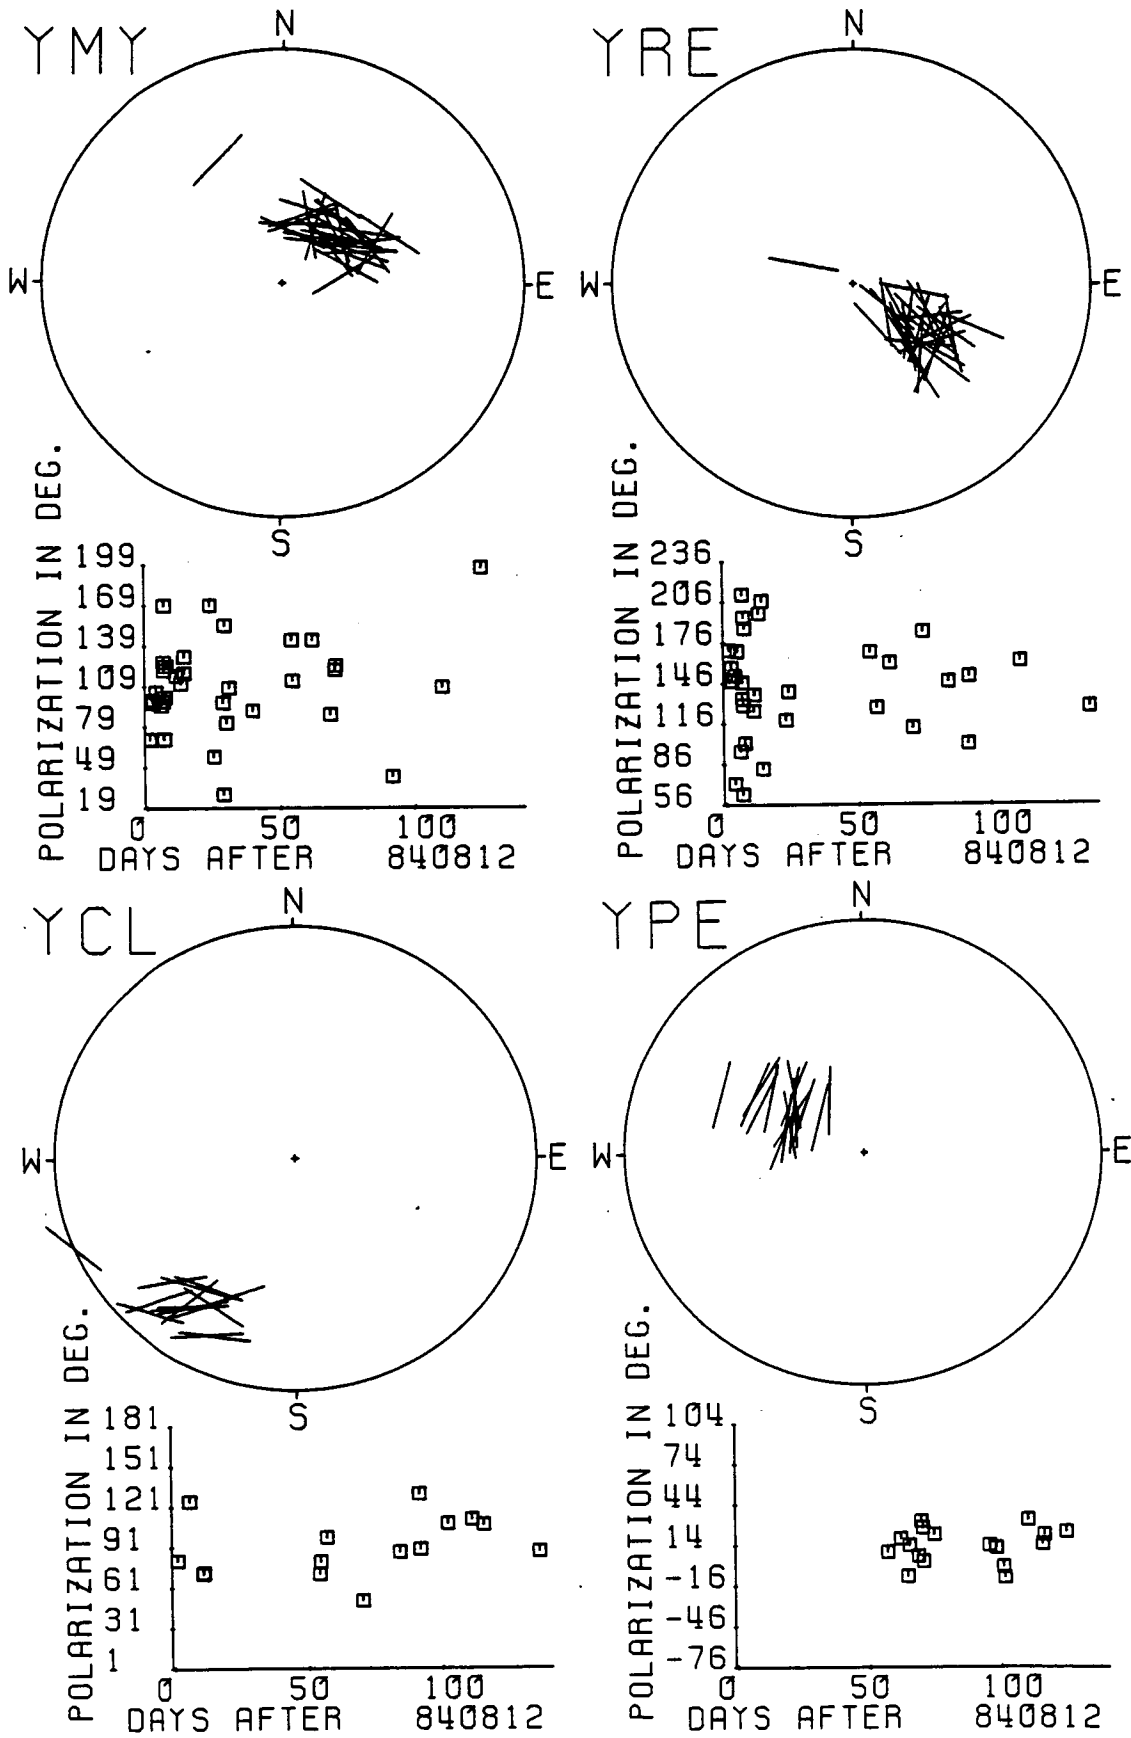 YMY
N
W
E
S
POLARIZATION IN DEG.
199
169
139
109
79
49
19
0
50
100
DAYS AFTER 840812
YRE
N
W
E
S
POLARIZATION IN DEG.
236
206
176
146
116
86
56
0
50
100
DAYS AFTER 840812
YCL
N
W
E
S
POLARIZATION IN DEG.
181
151
121
91
61
31
1
0
50
100
DAYS AFTER 840812
YPE
N
W
E
S
POLARIZATION IN DEG.
104
74
44
14
-16
-46
-76
0
50
100
DAYS AFTER 840812